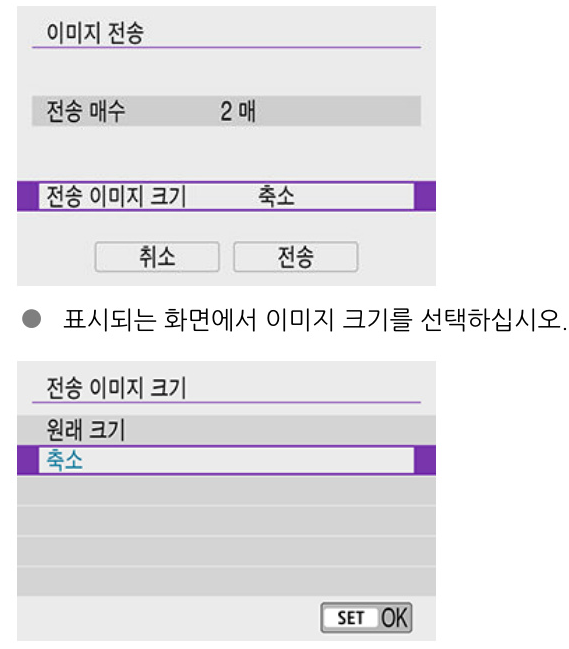 이미지 전송
전송 매수 2 매
전송 이미지 크기 축소
취소 전송
● 표시되는 화면에서 이미지 크기를 선택하십시오.
전송 이미지 크기
원래 크기
축소
SET OK